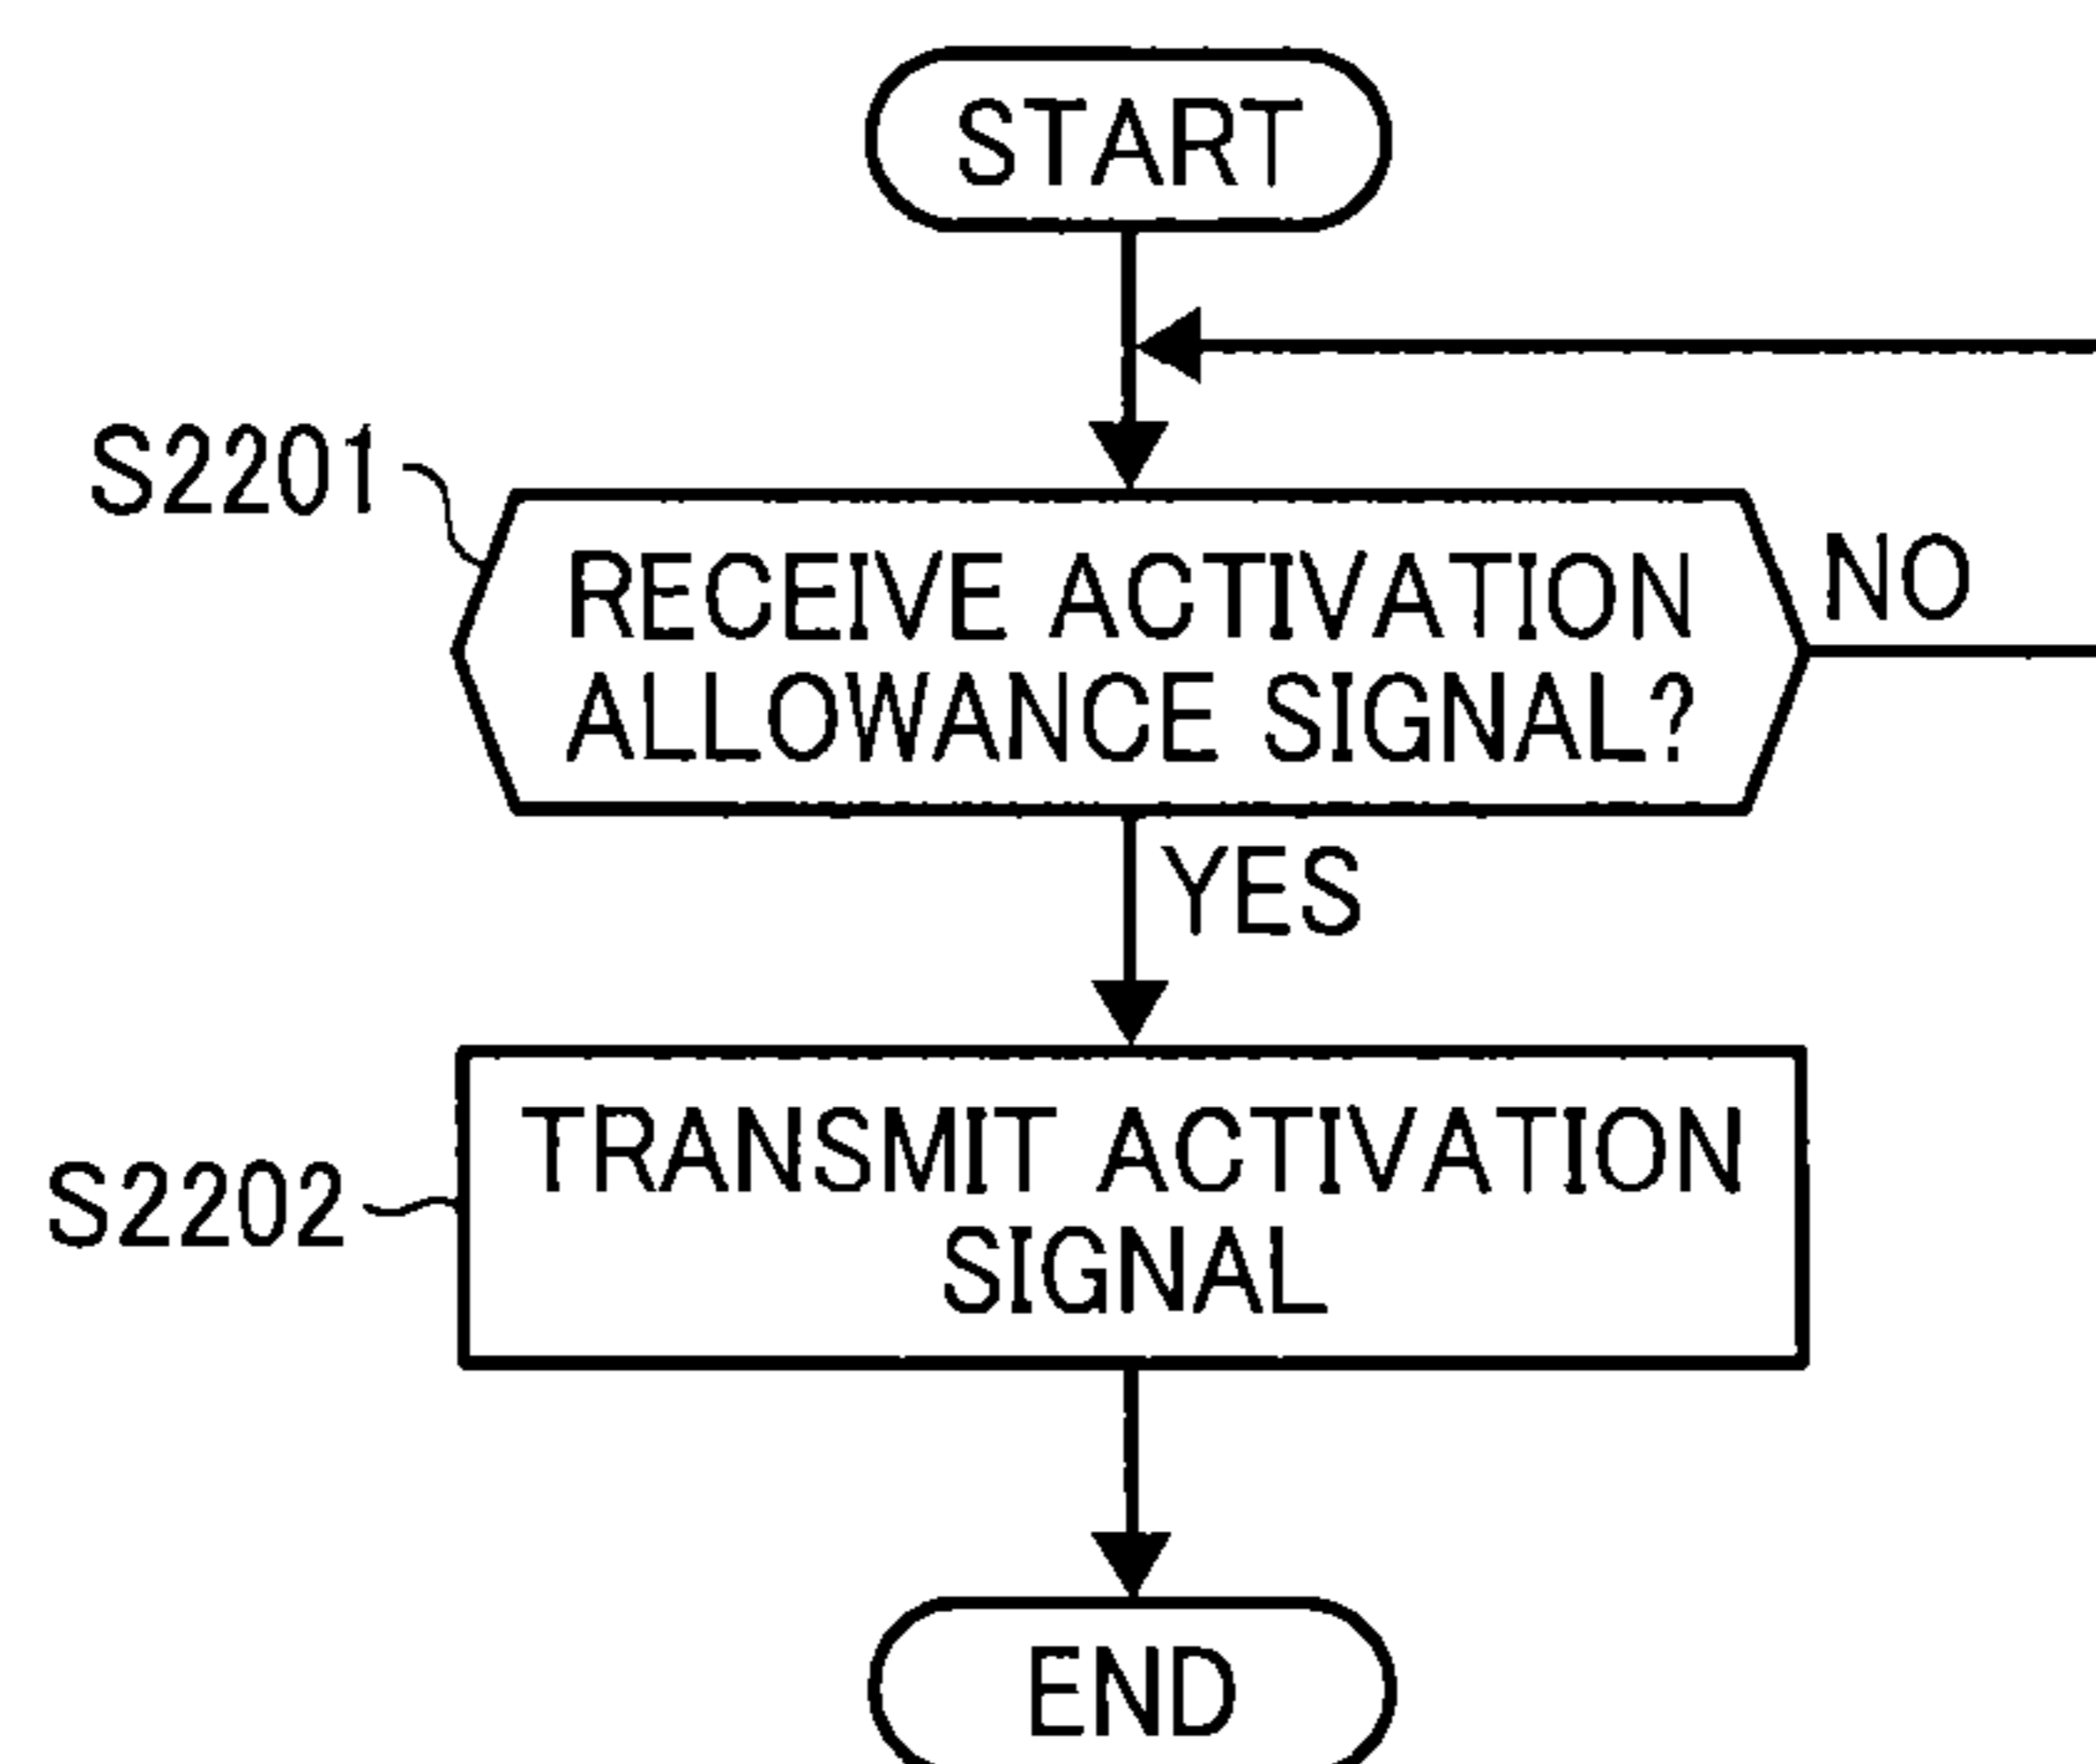 START
S2201
RECEIVE ACTIVATION
ALLOWANCE SIGNAL?
NO
YES
S2202
TRANSMIT ACTIVATION
SIGNAL
END